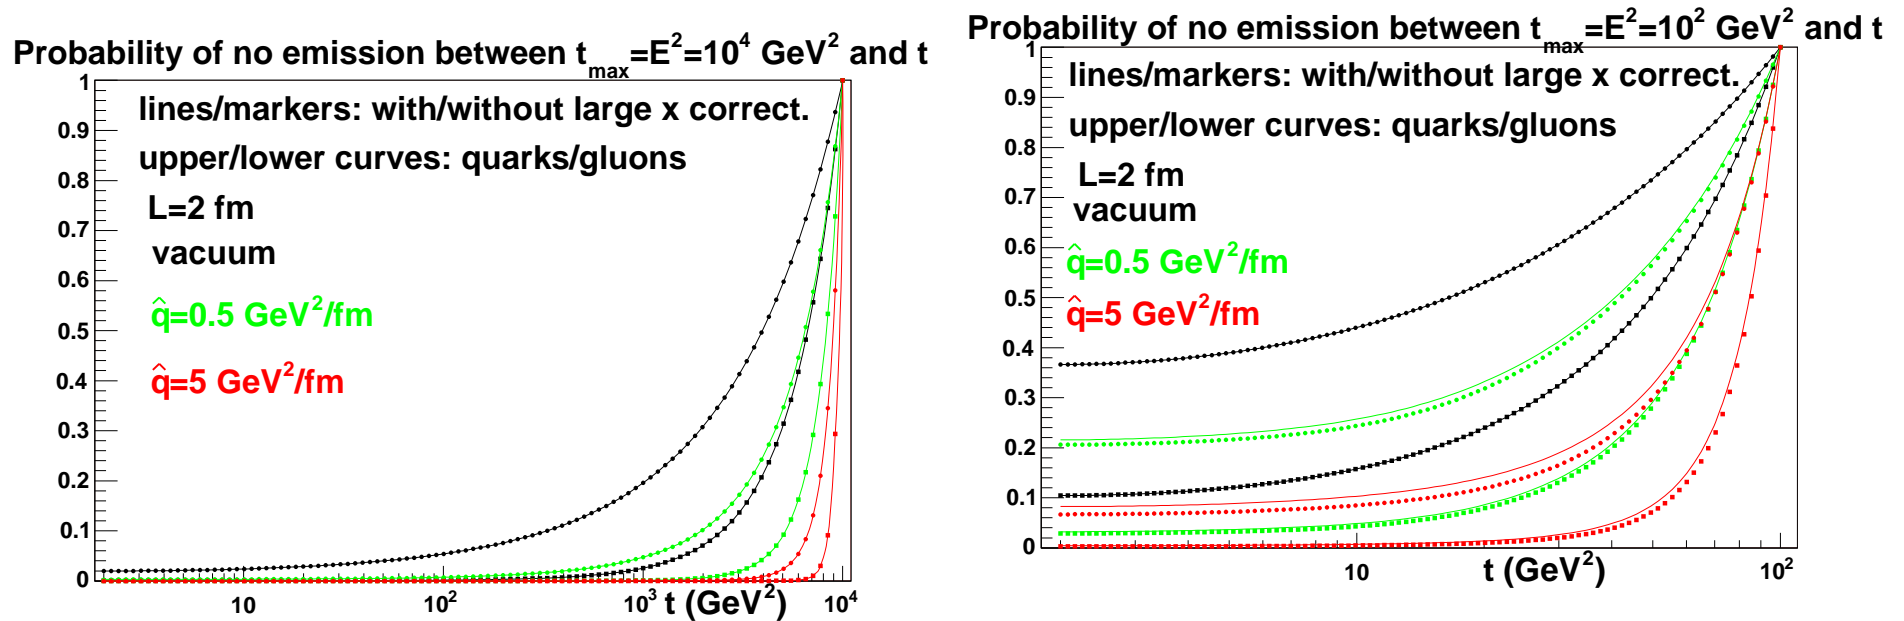 Probability of no emission between t_max=E²=10⁴ GeV² and t
1
0.9
0.8
0.7
0.6
0.5
0.4
0.3
0.2
0.1
0
lines/markers: with/without large x correct.
upper/lower curves: quarks/gluons
L=2 fm
vacuum
q̂=0.5 GeV²/fm
q̂=5 GeV²/fm
10
10²
10³
t (GeV²)
10⁴
Probability of no emission between t_max=E²=10² GeV² and t
1
0.9
0.8
0.7
0.6
0.5
0.4
0.3
0.2
0.1
0
lines/markers: with/without large x correct.
upper/lower curves: quarks/gluons
L=2 fm
vacuum
q̂=0.5 GeV²/fm
q̂=5 GeV²/fm
10
t (GeV²)
10²